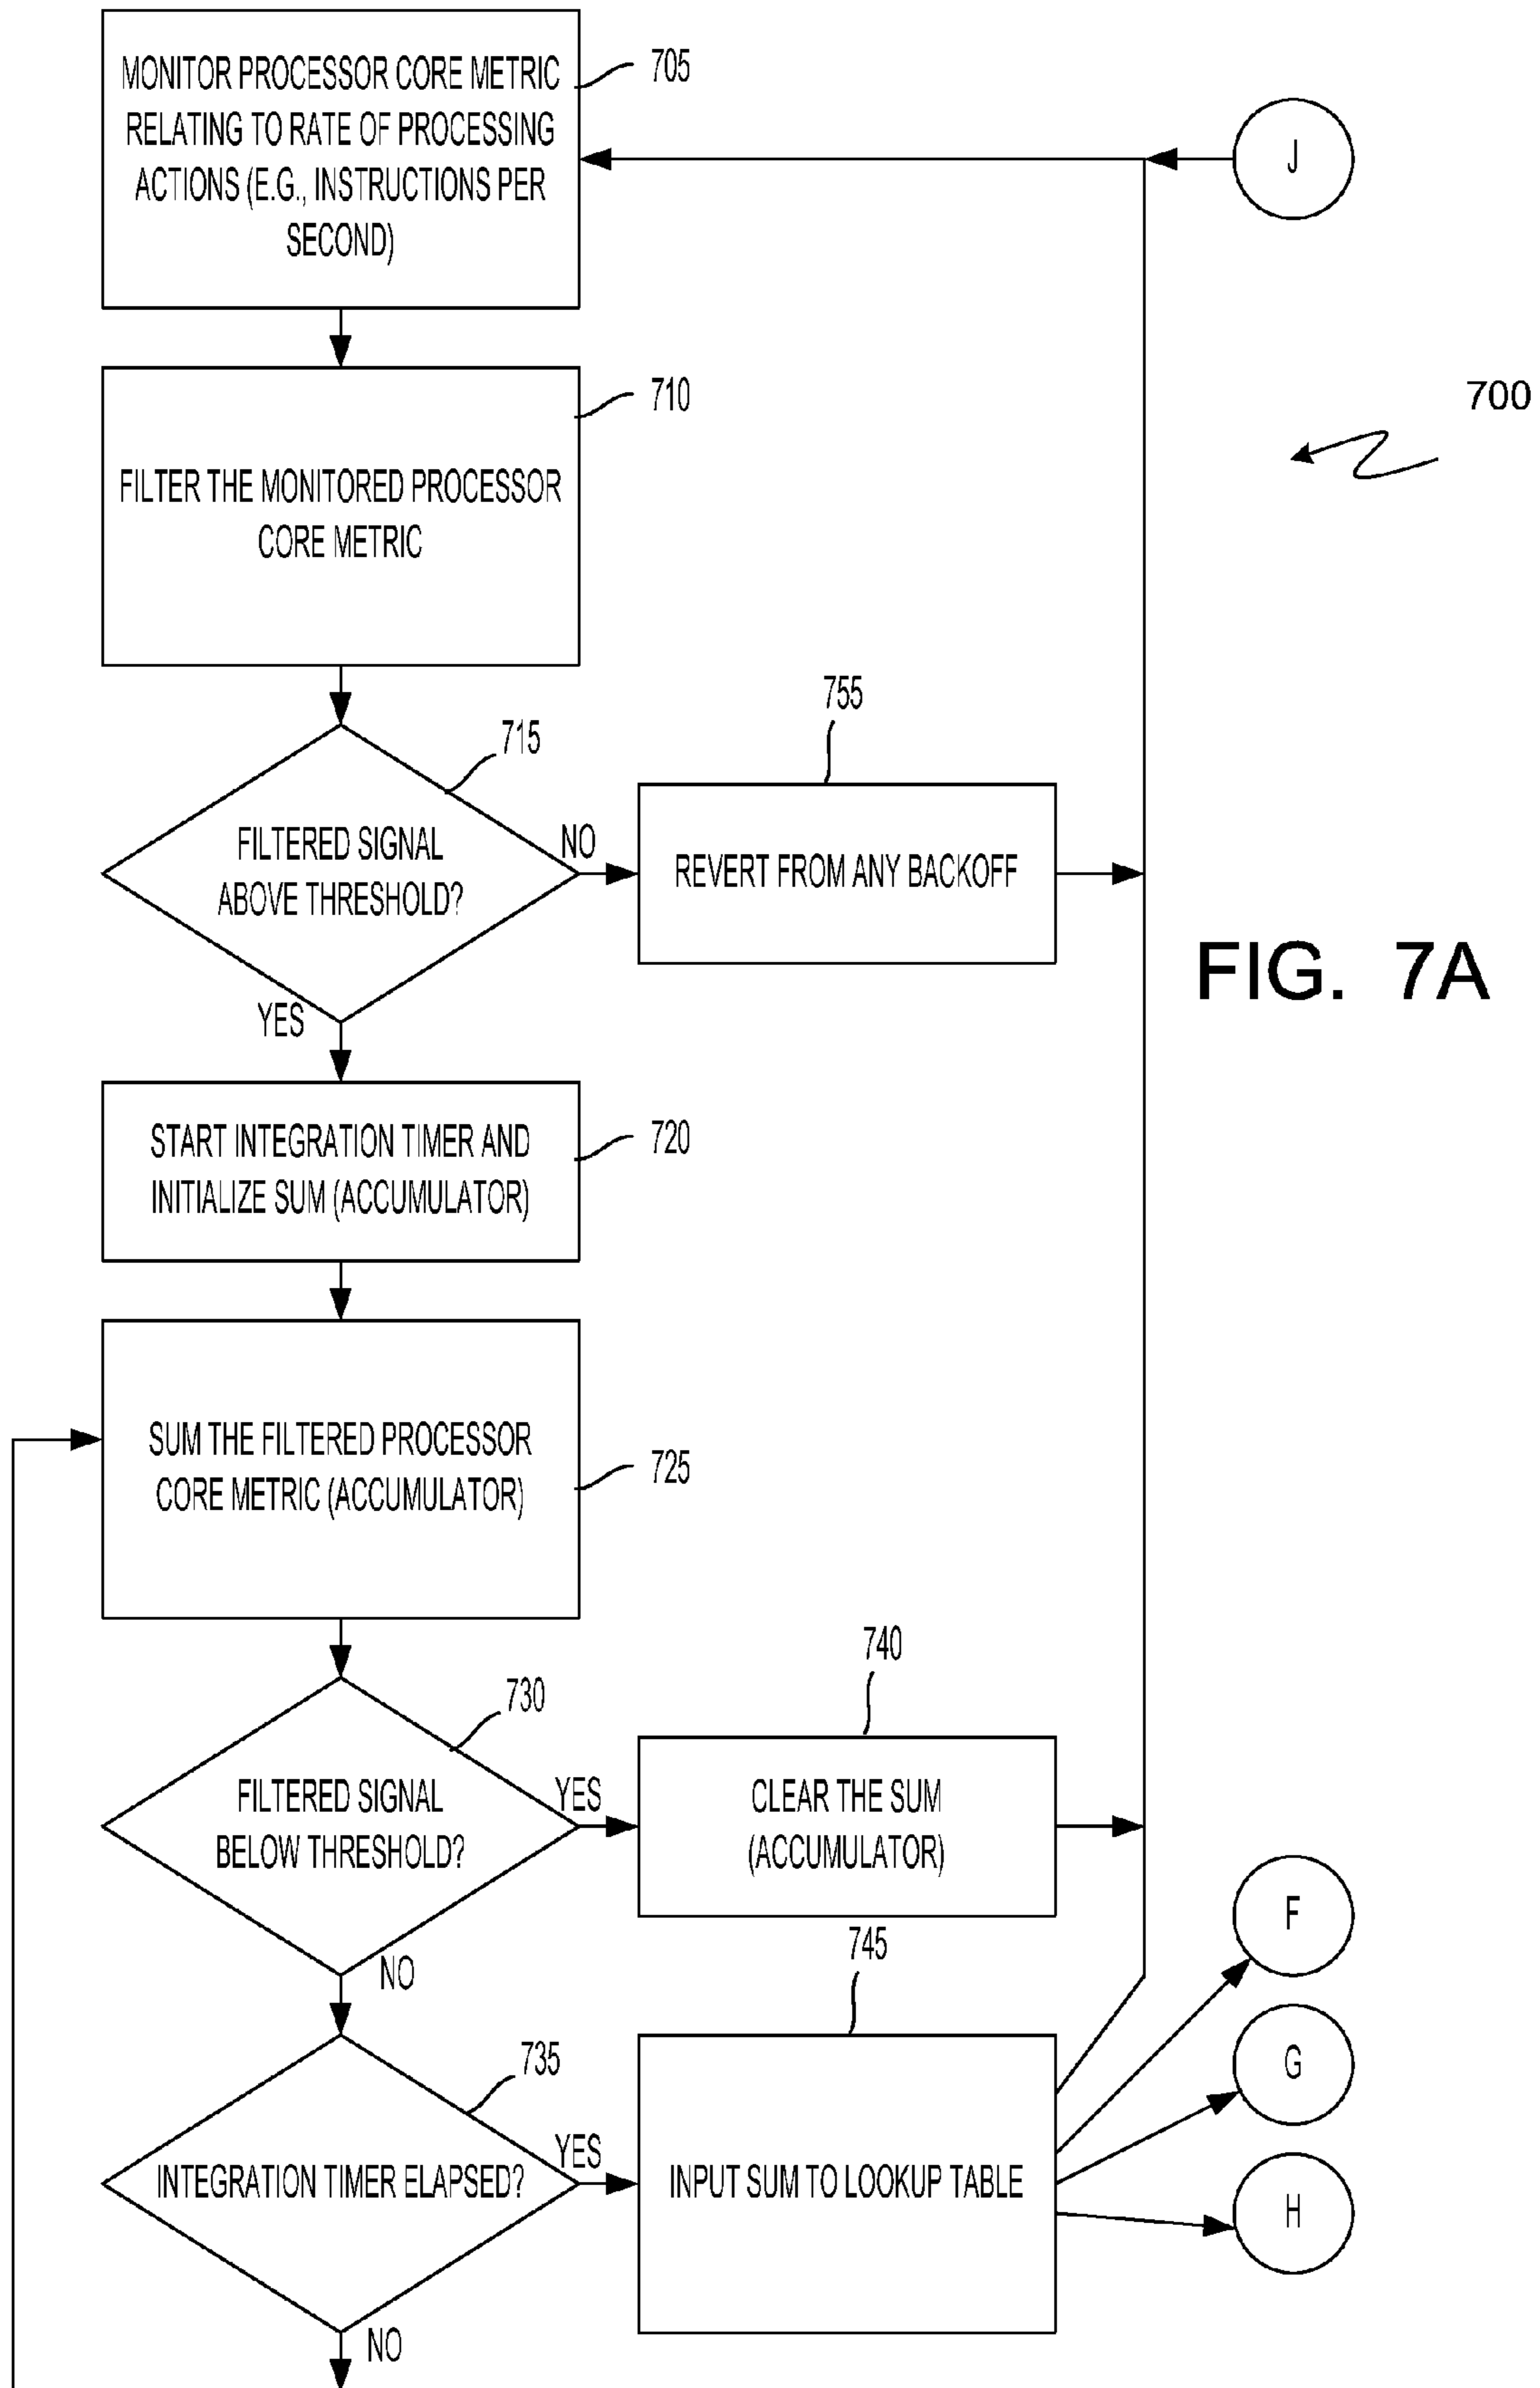 MONITOR PROCESSOR CORE METRIC
RELATING TO RATE OF PROCESSING
ACTIONS (E.G., INSTRUCTIONS PER
SECOND)
705
J
700
710
FILTER THE MONITORED PROCESSOR
CORE METRIC
715
755
FILTERED SIGNAL
ABOVE THRESHOLD?
NO
REVERT FROM ANY BACKOFF
FIG. 7A
YES
START INTEGRATION TIMER AND
INITIALIZE SUM (ACCUMULATOR)
720
SUM THE FILTERED PROCESSOR
CORE METRIC (ACCUMULATOR)
725
730
740
FILTERED SIGNAL
BELOW THRESHOLD?
YES
CLEAR THE SUM
(ACCUMULATOR)
NO
F
735
745
G
INTEGRATION TIMER ELAPSED?
YES
INPUT SUM TO LOOKUP TABLE
H
NO